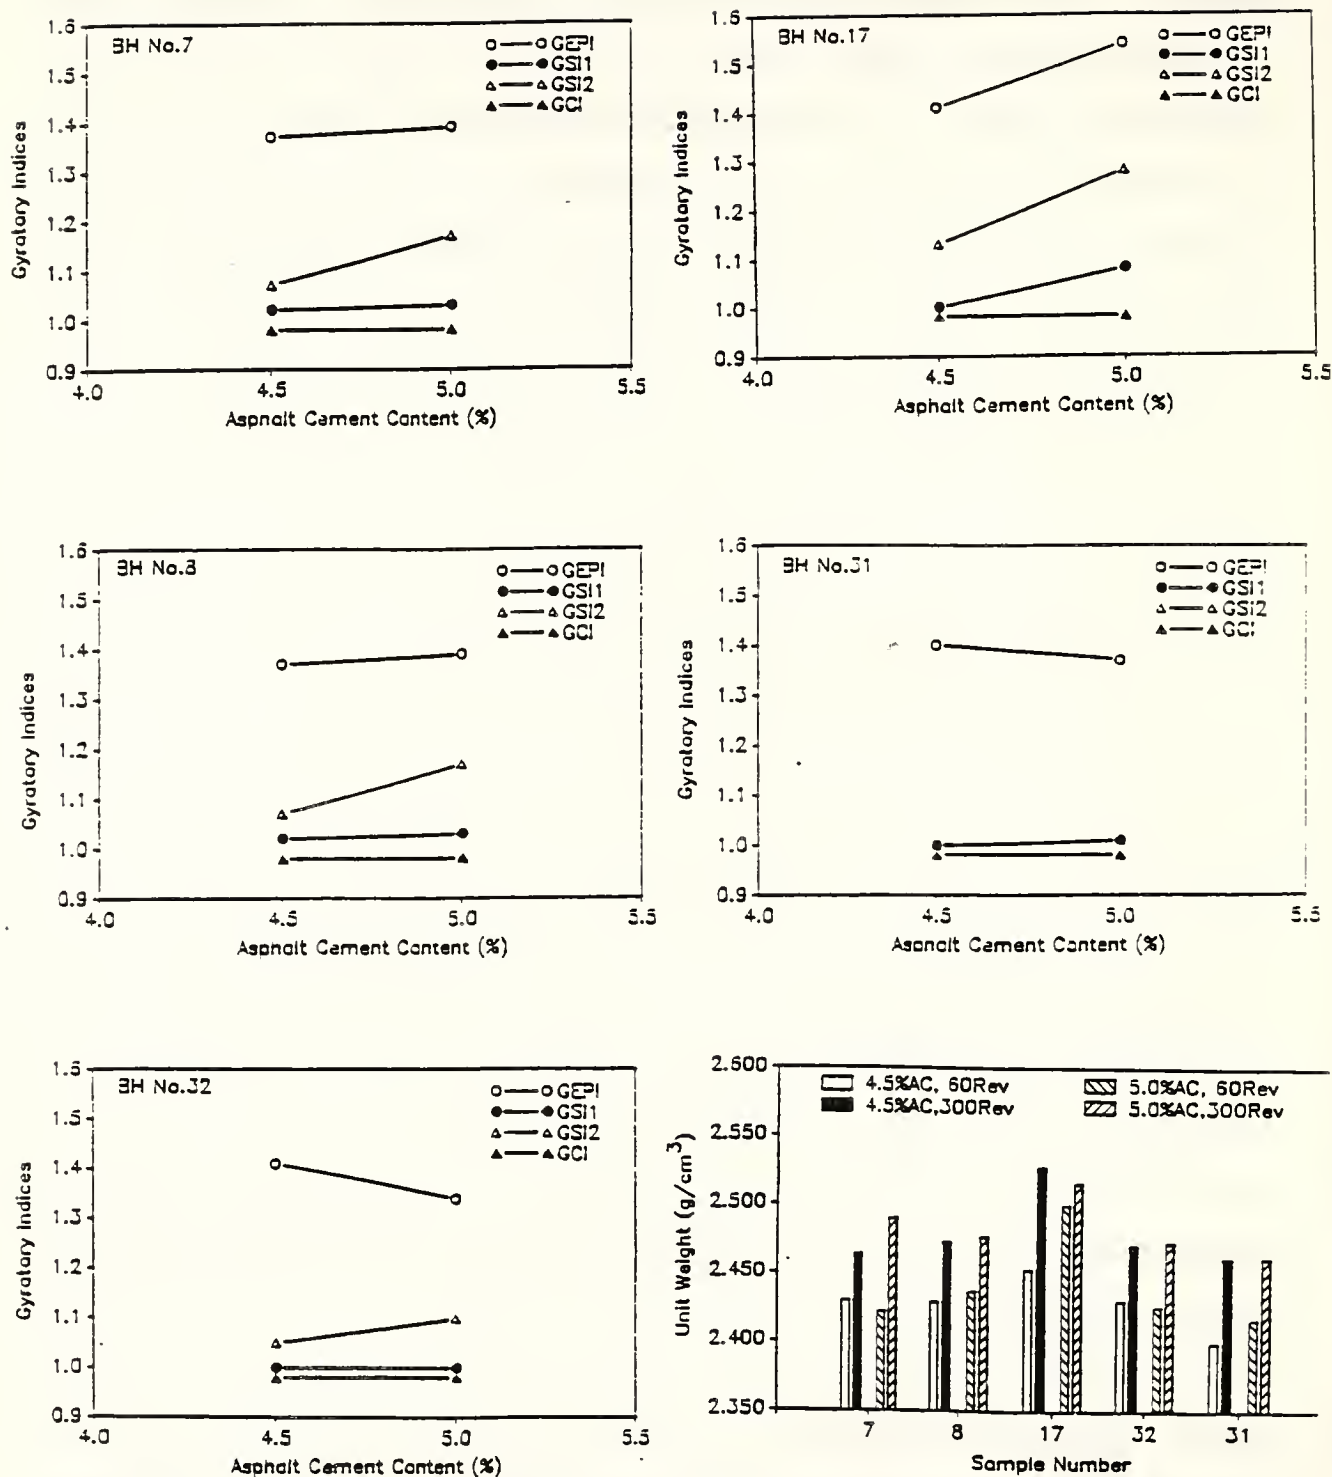 BH No.7
GEPI
GSI1
GSI2
GCI
1.6
1.5
1.4
1.3
1.2
1.1
1.0
0.9
Gyratory Indices
4.0 4.5 5.0 5.5
Asphalt Cement Content (%)
BH No.17
GEPI
GSI1
GSI2
GCI
1.6
1.5
1.4
1.3
1.2
1.1
1.0
0.9
Gyratory Indices
4.0 4.5 5.0 5.5
Asphalt Cement Content (%)
BH No.8
GEPI
GSI1
GSI2
GCI
1.6
1.5
1.4
1.3
1.2
1.1
1.0
0.9
Gyratory Indices
4.0 4.5 5.0 5.5
Asphalt Cement Content (%)
BH No.31
GEPI
GSI1
GSI2
GCI
1.6
1.5
1.4
1.3
1.2
1.1
1.0
0.9
Gyratory Indices
4.0 4.5 5.0 5.5
Asphalt Cement Content (%)
BH No.32
GEPI
GSI1
GSI2
GCI
1.6
1.5
1.4
1.3
1.2
1.1
1.0
0.9
Gyratory Indices
4.0 4.5 5.0 5.5
Asphalt Cement Content (%)
4.5%AC, 60Rev 5.0%AC, 60Rev
4.5%AC,300Rev 5.0%AC,300Rev
2.600
2.550
2.500
2.450
2.400
2.350
Unit Weight (g/cm³)
7 8 17 32 31
Sample Number